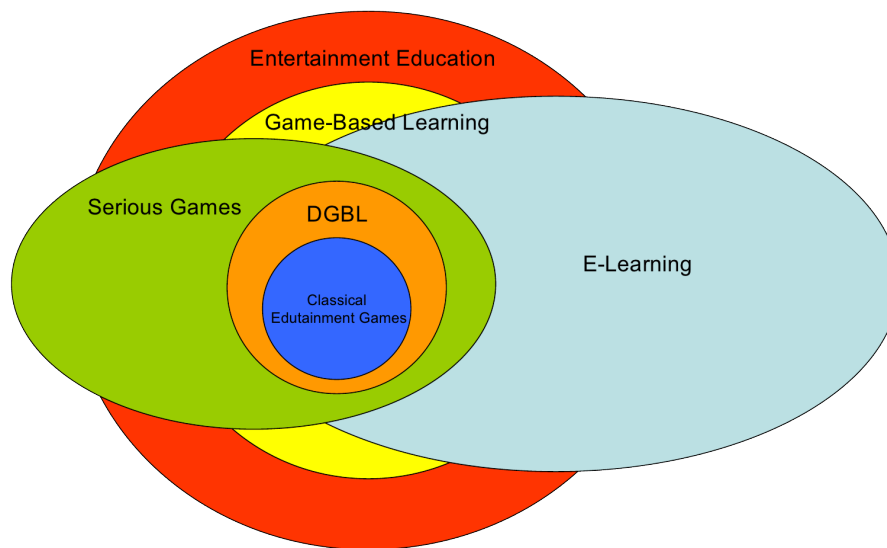 Entertainment Education
Game-Based Learning
Serious Games
DGBL
E-Learning
Classical
Edutainment Games